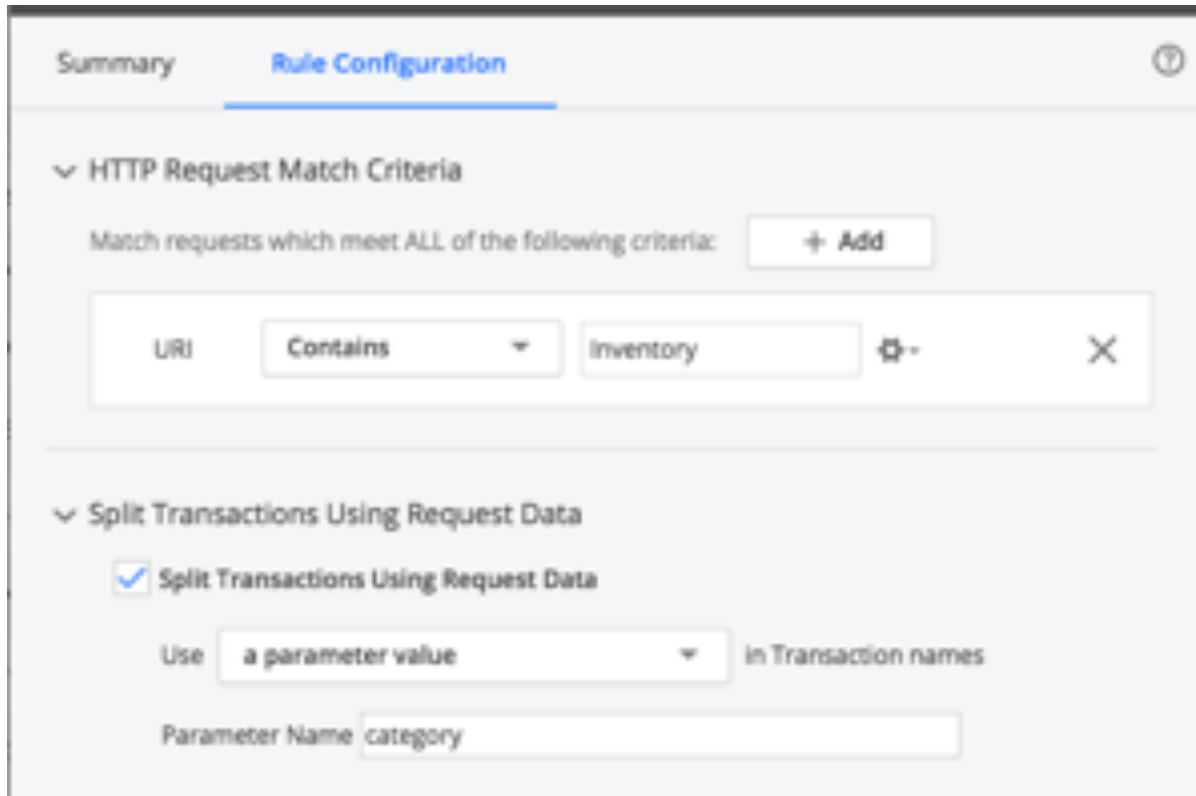 Summary Rule Configuration
HTTP Request Match Criteria
Match requests which meet ALL of the following criteria: + Add
URI Contains Inventory
Split Transactions Using Request Data
Split Transactions Using Request Data
Use a parameter value in Transaction names
Parameter Name category